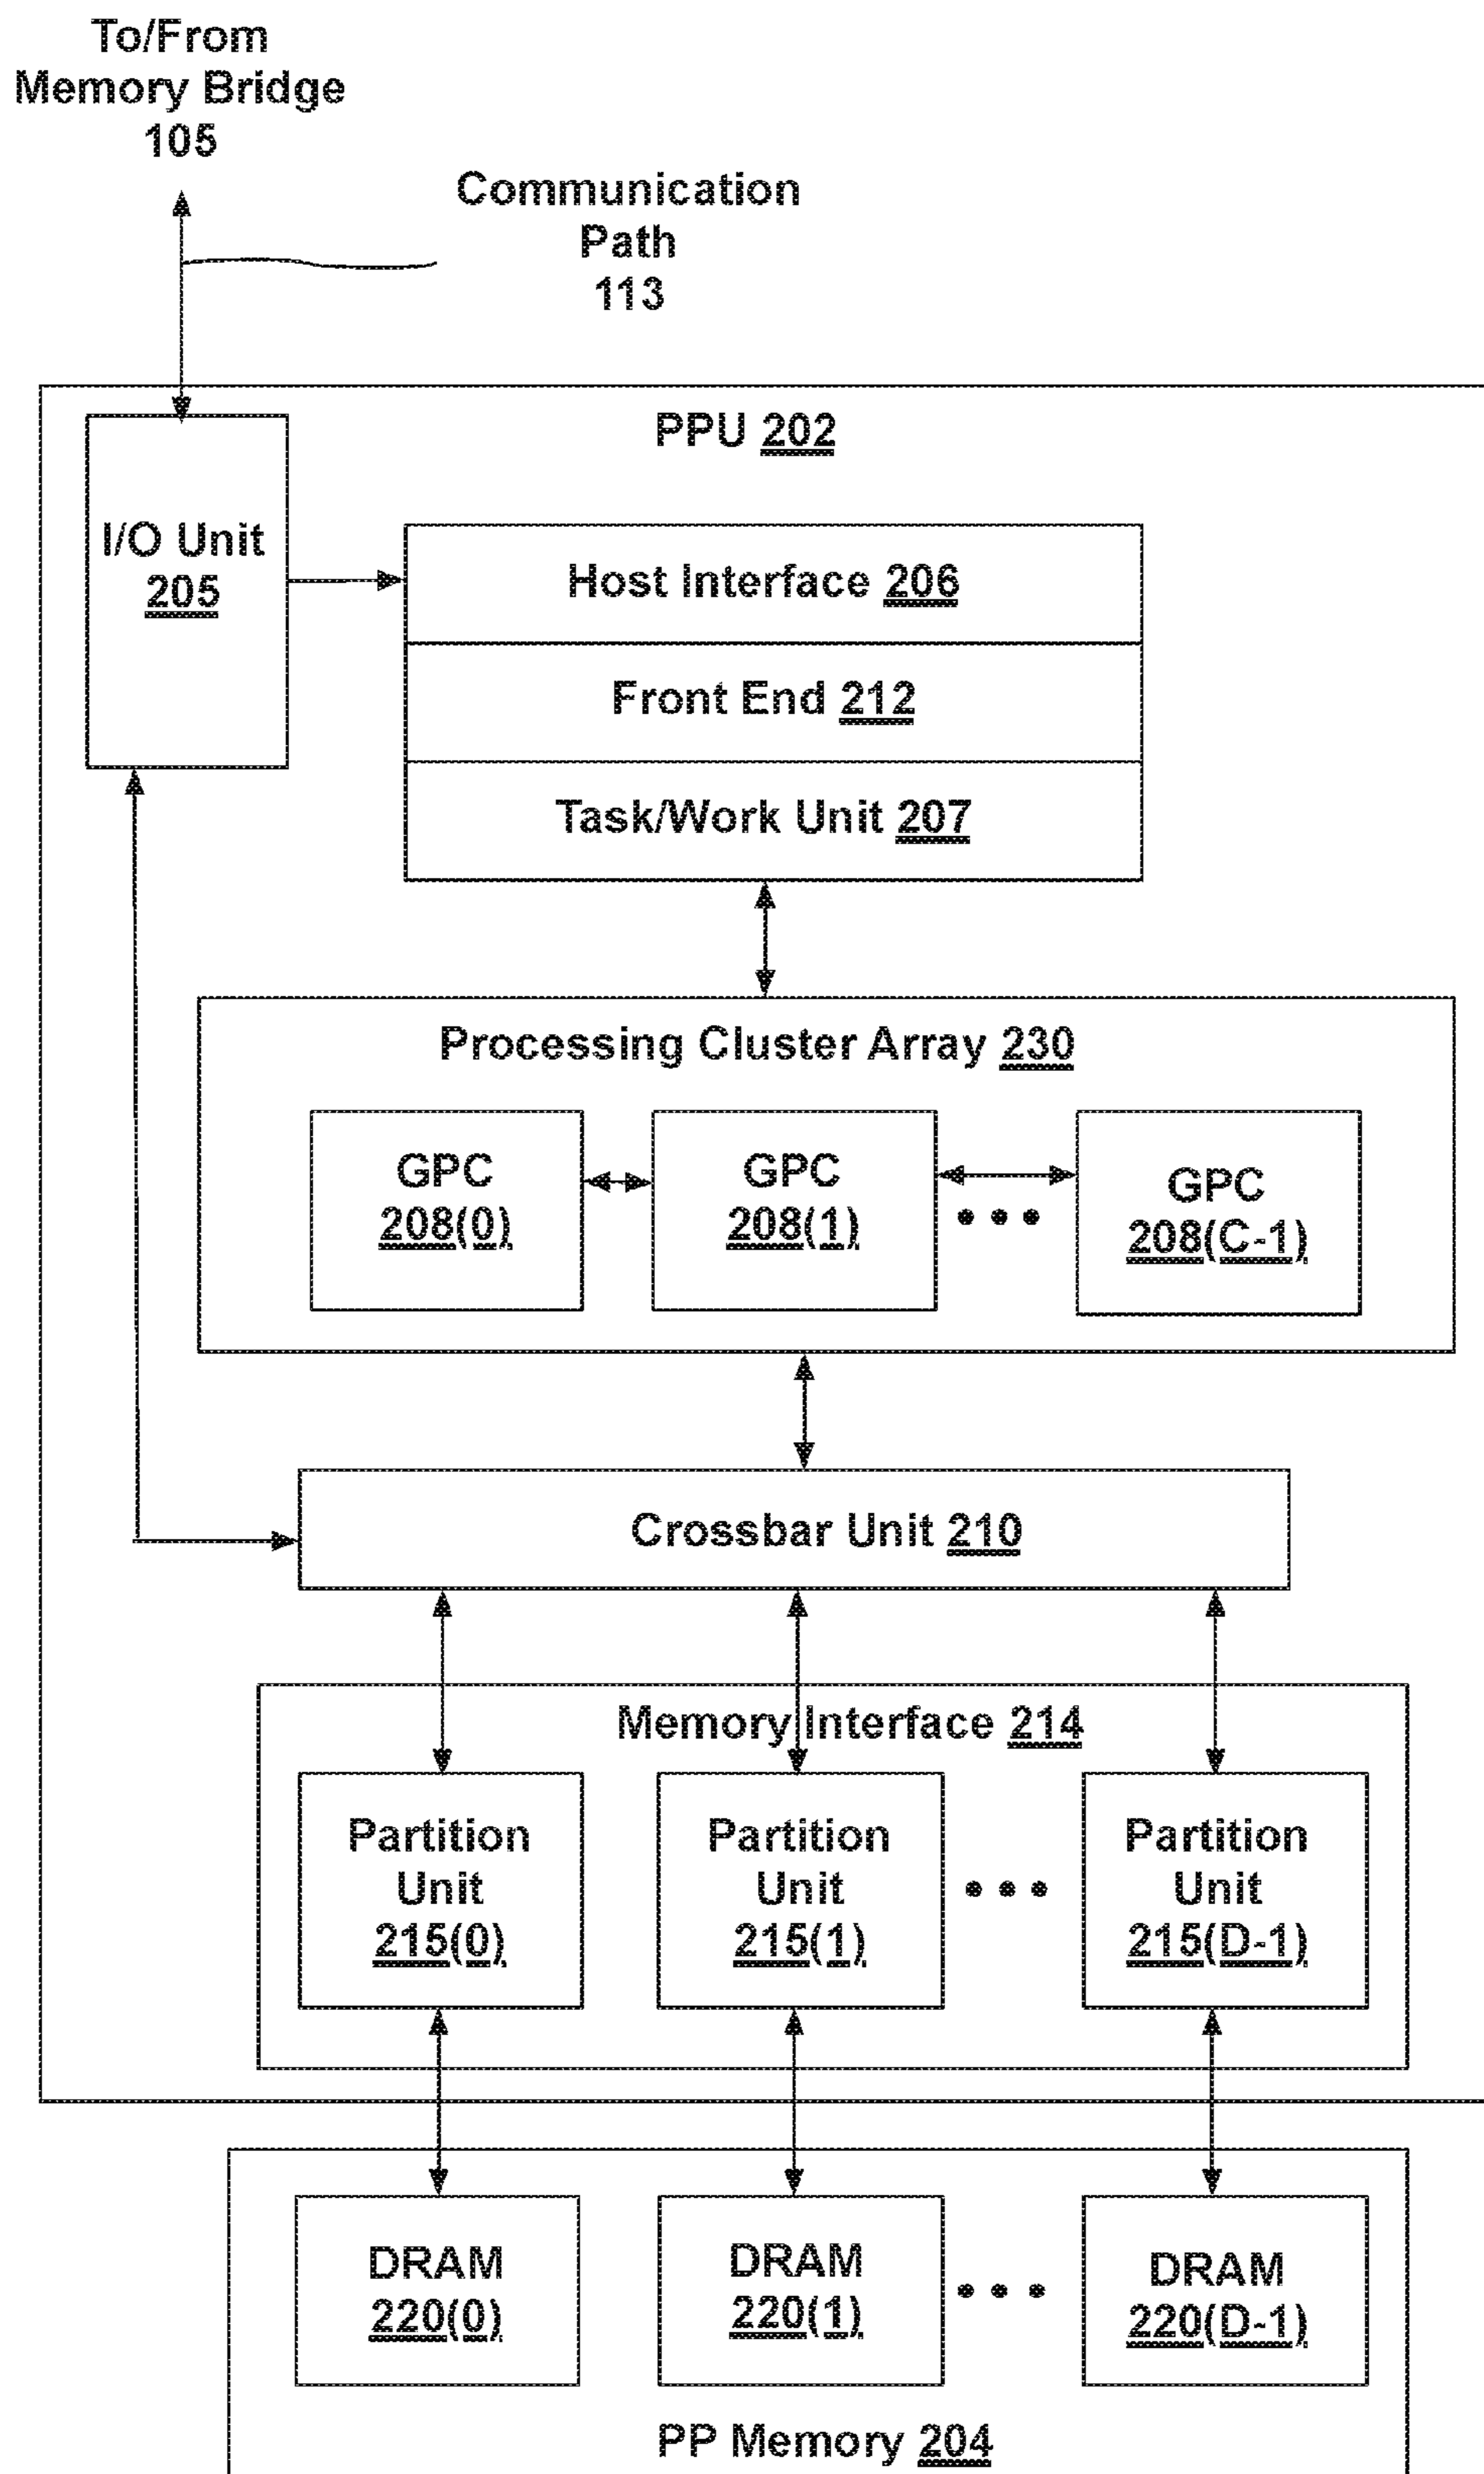 To/From
Memory Bridge
105
Communication
Path
113
PPU 202
I/O Unit
205
Host Interface 206
Front End 212
Task/Work Unit 207
Processing Cluster Array 230
GPC
208(0)
GPC
208(1)
GPC
208(C-1)
Crossbar Unit 210
Memory Interface 214
Partition
Unit
215(0)
Partition
Unit
215(1)
Partition
Unit
215(D-1)
DRAM
220(0)
DRAM
220(1)
DRAM
220(D-1)
PP Memory 204